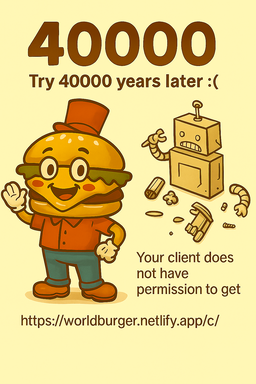 40000
Try 40000 years later :(
Your client does
not have
permission to get
https://worldburger.netlify.app/c/